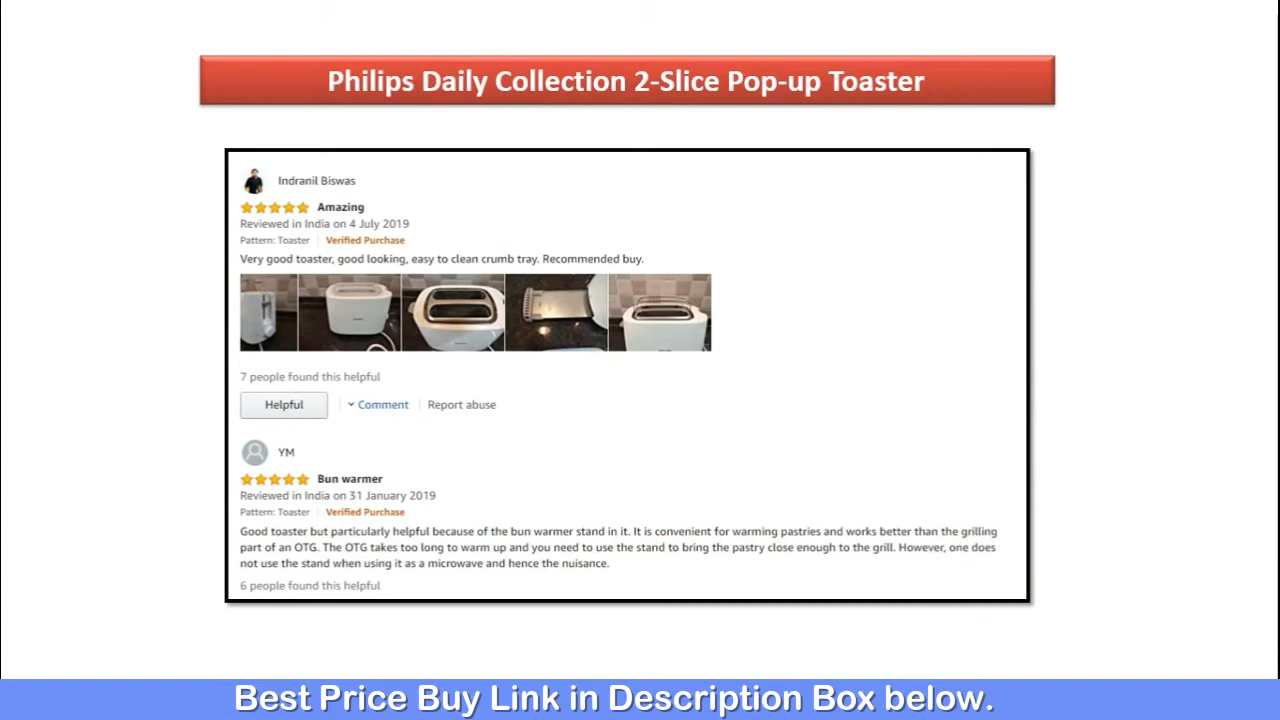 Philips Daily Collection 2-Slice Pop-up Toaster
Indranil Biswas
Amazing
Reviewed in India on 4 July 2019
Pattern: Toaster | Verified Purchase
Very good toaster, good looking, easy to clean crumb tray. Recommended buy.
7 people found this helpful
Helpful | Comment | Report abuse
YM
Bun warmer
Reviewed in India on 31 January 2019
Pattern: Toaster | Verified Purchase
Good toaster but particularly helpful because of the bun warmer stand in it. It is convenient for warming pastries and works better than the grilling
part of an OTG. The OTG takes too long to warm up and you need to use the stand to bring the pastry close enough to the grill. However, one does
not use the stand when using it as a microwave and hence the nuisance.
6 people found this helpful
Best Price Buy Link in Description Box below.